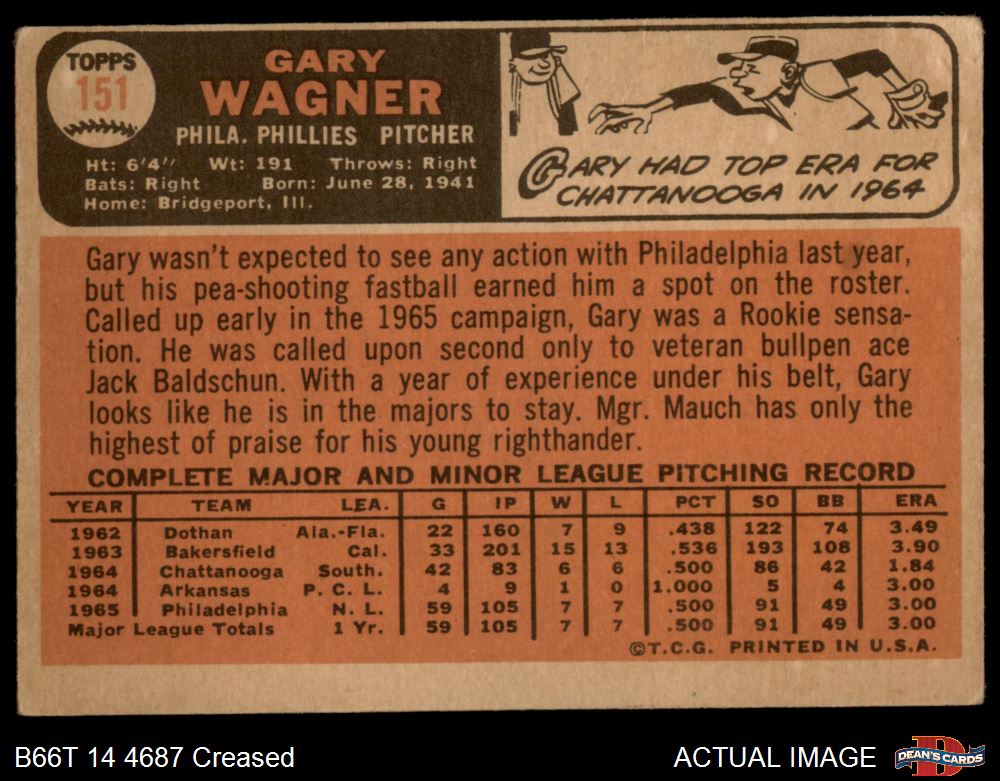 TOPPS
151
GARY
WAGNER
PHILA. PHILLIES PITCHER
Ht: 6'4" Wt: 191 Throws: Right
Bats: Right Born: June 28, 1941
Home: Bridgeport, Ill.
GARY HAD TOP ERA FOR
CHATTANOOGA IN 1964
Gary wasn't expected to see any action with Philadelphia last year,
but his pea-shooting fastball earned him a spot on the roster.
Called up early in the 1965 campaign, Gary was a Rookie sensa-
tion. He was called upon second only to veteran bullpen ace
Jack Baldschun. With a year of experience under his belt, Gary
looks like he is in the majors to stay. Mgr. Mauch has only the
highest of praise for his young righthander.
COMPLETE MAJOR AND MINOR LEAGUE PITCHING RECORD
YEAR TEAM LEA. G IP W L PCT SO BB ERA
1962 Dothan Ala.-Fla. 22 160 7 9 .438 122 74 3.49
1963 Bakersfield Cal. 33 201 15 13 .536 193 108 3.90
1964 Chattanooga South. 42 83 6 6 .500 86 42 1.84
1964 Arkansas P. C. L. 4 9 1 0 1.000 5 4 3.00
1965 Philadelphia N. L. 59 105 7 7 .500 91 49 3.00
Major League Totals 1 Yr. 59 105 7 7 .500 91 49 3.00
©T.C.G. PRINTED IN U.S.A.
B66T 14 4687 Creased
ACTUAL IMAGE
D
DEAN'S CARDS